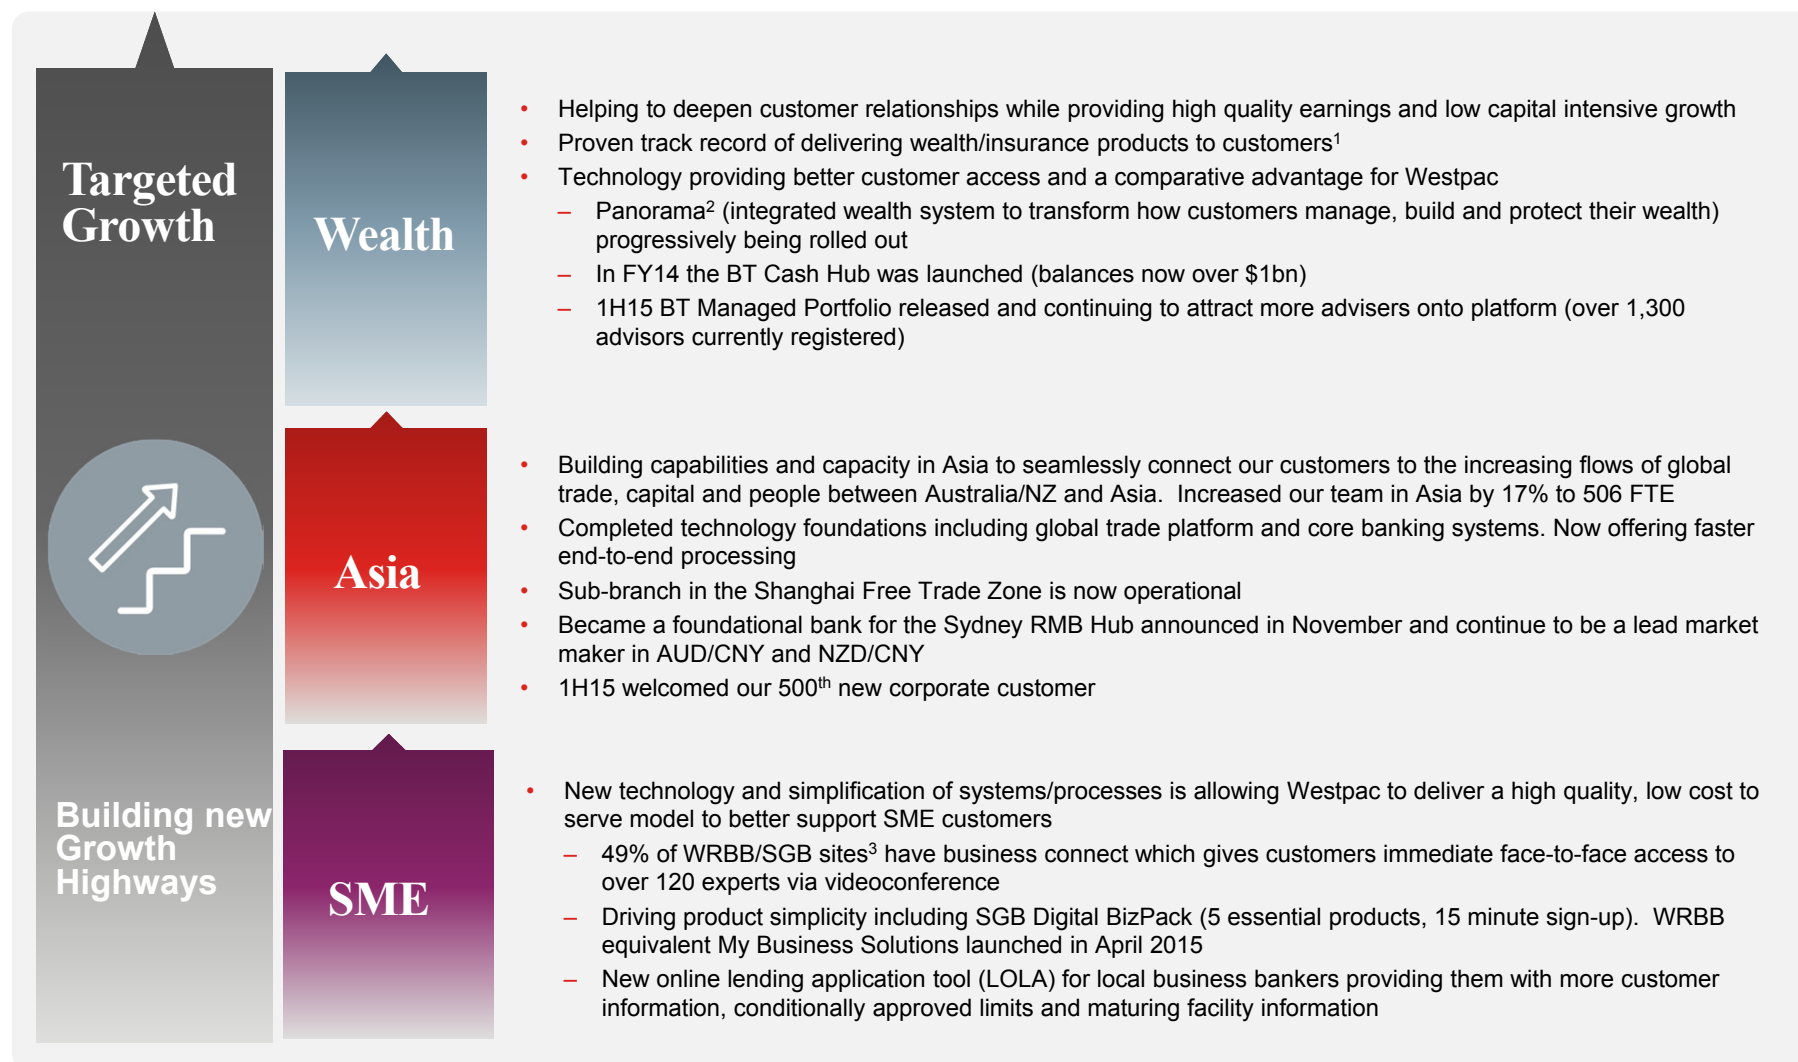 Targeted
Growth
Building new
Growth
Highways
Wealth
• Helping to deepen customer relationships while providing high quality earnings and low capital intensive growth
• Proven track record of delivering wealth/insurance products to customers1
• Technology providing better customer access and a comparative advantage for Westpac
– Panorama2 (integrated wealth system to transform how customers manage, build and protect their wealth)
progressively being rolled out
– In FY14 the BT Cash Hub was launched (balances now over $1bn)
– 1H15 BT Managed Portfolio released and continuing to attract more advisers onto platform (over 1,300
advisors currently registered)
Asia
• Building capabilities and capacity in Asia to seamlessly connect our customers to the increasing flows of global
trade, capital and people between Australia/NZ and Asia.  Increased our team in Asia by 17% to 506 FTE
• Completed technology foundations including global trade platform and core banking systems. Now offering faster
end-to-end processing
• Sub-branch in the Shanghai Free Trade Zone is now operational
• Became a foundational bank for the Sydney RMB Hub announced in November and continue to be a lead market
maker in AUD/CNY and NZD/CNY
• 1H15 welcomed our 500th new corporate customer
SME
• New technology and simplification of systems/processes is allowing Westpac to deliver a high quality, low cost to
serve model to better support SME customers
– 49% of WRBB/SGB sites3 have business connect which gives customers immediate face-to-face access to
over 120 experts via videoconference
– Driving product simplicity including SGB Digital BizPack (5 essential products, 15 minute sign-up).  WRBB
equivalent My Business Solutions launched in April 2015
– New online lending application tool (LOLA) for local business bankers providing them with more customer
information, conditionally approved limits and maturing facility information